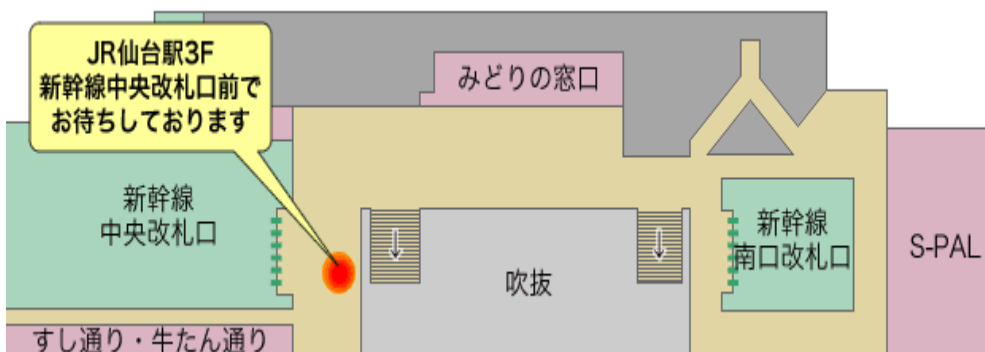 JR仙台駅3F
新幹線中央改札口前で
お待ちしております
みどりの窓口
新幹線
中央改札口
新幹線
南口改札口
S-PAL
吹抜
すし通り・牛たん通り